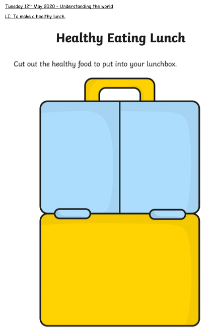 Tuesday 12th May 2020 – Understanding the world
LO: To make a healthy lunch.
Healthy Eating Lunch
Cut out the healthy food to put into your lunchbox.